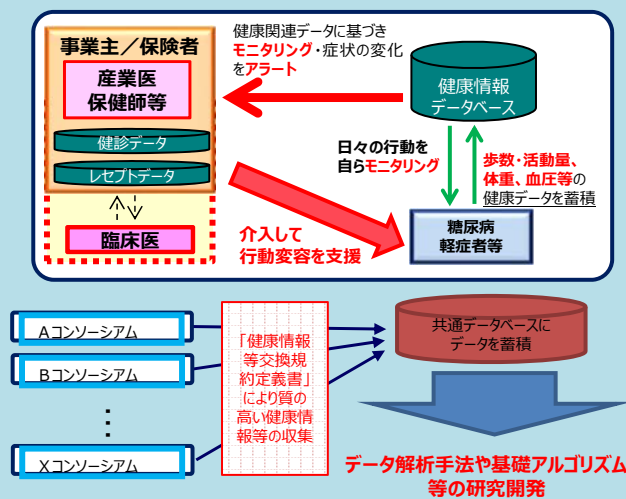 事業主／保険者
産業医
保健師等
健診データ
レセプトデータ
臨床医
健康関連データに基づき
モニタリング・症状の変化
をアラート
健康情報
データベース
日々の行動を
自らモニタリング
歩数・活動量、
体重、血圧等の
健康データを蓄積
介入して
行動変容を支援
糖尿病
軽症者等
Aコンソーシアム
Bコンソーシアム
Xコンソーシアム
「健康情報
等交換規
約定義書」
により質の
高い健康情
報等の収集
共通データベースに
データを蓄積
データ解析手法や基礎アルゴリズム
等の研究開発